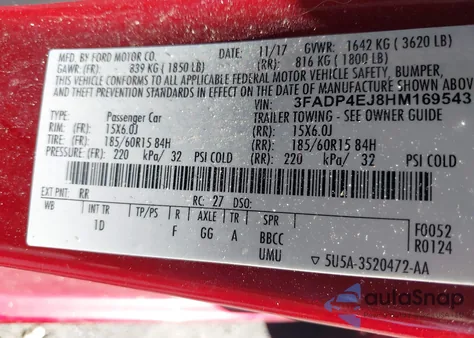 MFD. BY FORD MOTOR CO. DATE: 11/17 GVWR: 1642 KG (3620 LB)
GAWR:(FR): 839 KG (1850 LB) (RR): 816 KG (1800 LB)
THIS VEHICLE CONFORMS TO ALL APPLICABLE FEDERAL MOTOR VEHICLE SAFETY, BUMPER,
AND THEFT PREVENTION STANDARDS IN EFFECT ON THE DATE OF MANUFACTURE SHOWN ABOVE.
VIN: 3FADP4EJ8HM169543
TYPE: Passenger Car TRAILER TOWING - SEE OWNER GUIDE
RIM: (FR) 15X6.0J (RR): 15X6.0J
TIRE: (FR) 185/60R15 84H (RR): 185/60R15 84H
PRESSURE: (FR) 220 kPa/ 32 PSI COLD (RR): 220 kPa/ 32 PSI COLD
EXT PNT: RR RC: 27 DSO:
WB INT TR TP/PS R AXLE TR SPR F0052
1D F GG A BBCC R0124
UMU ▽ 5U5A-3520472-AA
autoSnap